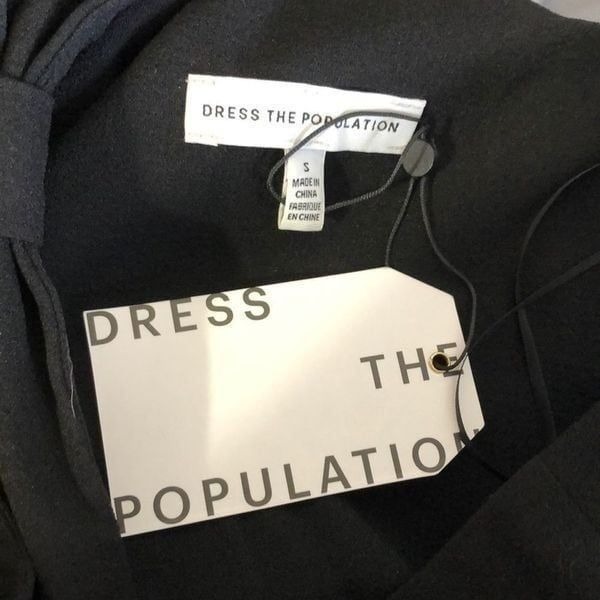 DRESS THE POPULATION
S
MADE IN
CHINA
FABRIQUE
EN CHINE
DRESS
THE
POPULATION